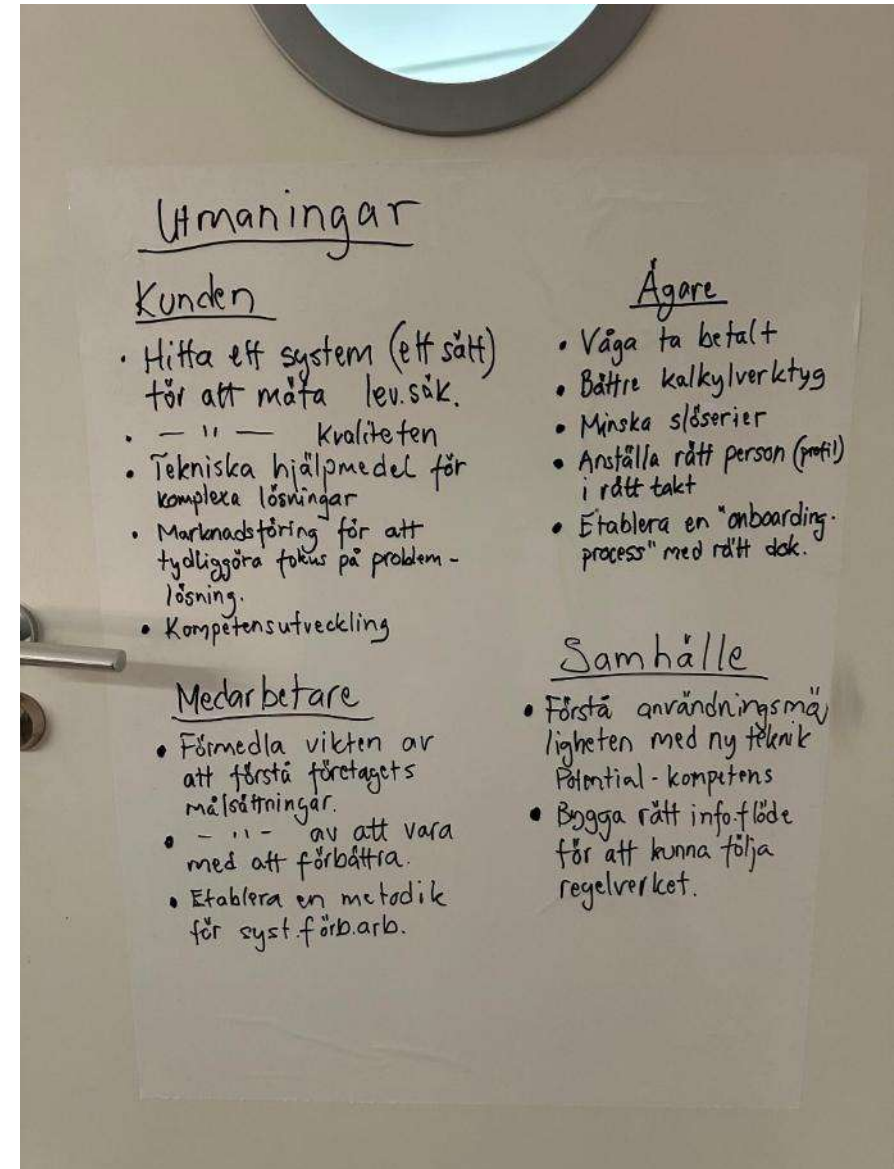 Utmaningar
Kunden
• Hitta ett system (ett sätt)
för att mäta lev.säk.
• — " — Kvaliteten
• Tekniska hjälpmedel för
komplexa lösningar
• Marknadsföring för att
tydliggöra fokus på problem-
lösning.
• Kompetensutveckling
Medarbetare
• Förmedla vikten av
att förstå företagets
målsättningar.
• - " - av att vara
med att förbättra.
• Etablera en metodik
för syst.förb.arb.
Ägare
• Våga ta betalt
• Bättre kalkylverktyg
• Minska slöserier
• Anställa rätt person (profil)
i rätt takt
• Etablera en "onboarding-
process" med rätt dok.
Samhälle
• Förstå användningsmö
ligheten med ny teknik
Potential - kompetens
• Bygga rätt info.flöde
för att kunna följa
regelverket.